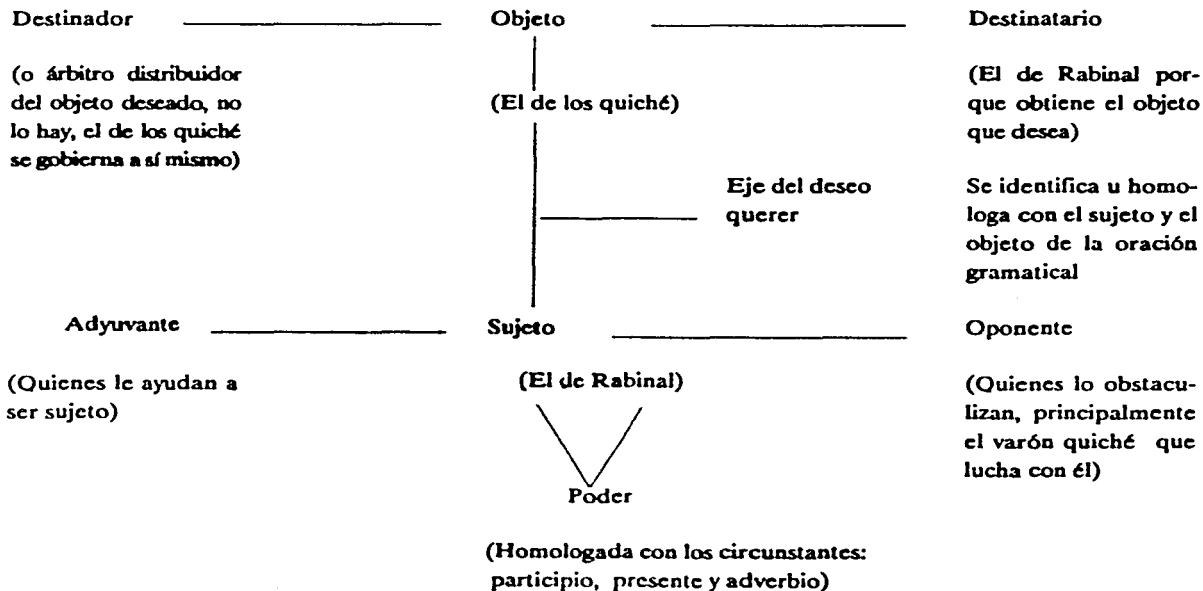 Destinador
Objeto
Destinatario
(o árbitro distribuidor
del objeto deseado, no
lo hay, el de los quiché
se gobierna a sí mismo)
(El de los quiché)
(El de Rabinal por-
que obtiene el objeto
que desea)
Eje del deseo
querer
Se identifica u homo-
loga con el sujeto y el
objeto de la oración
gramatical
Adyuvante
Sujeto
Oponente
(Quienes le ayudan a
ser sujeto)
(El de Rabinal)
(Quienes lo obstacu-
lizan, principalmente
el varón quiché que
lucha con él)
Poder
(Homologada con los circunstantes:
participio, presente y adverbio)